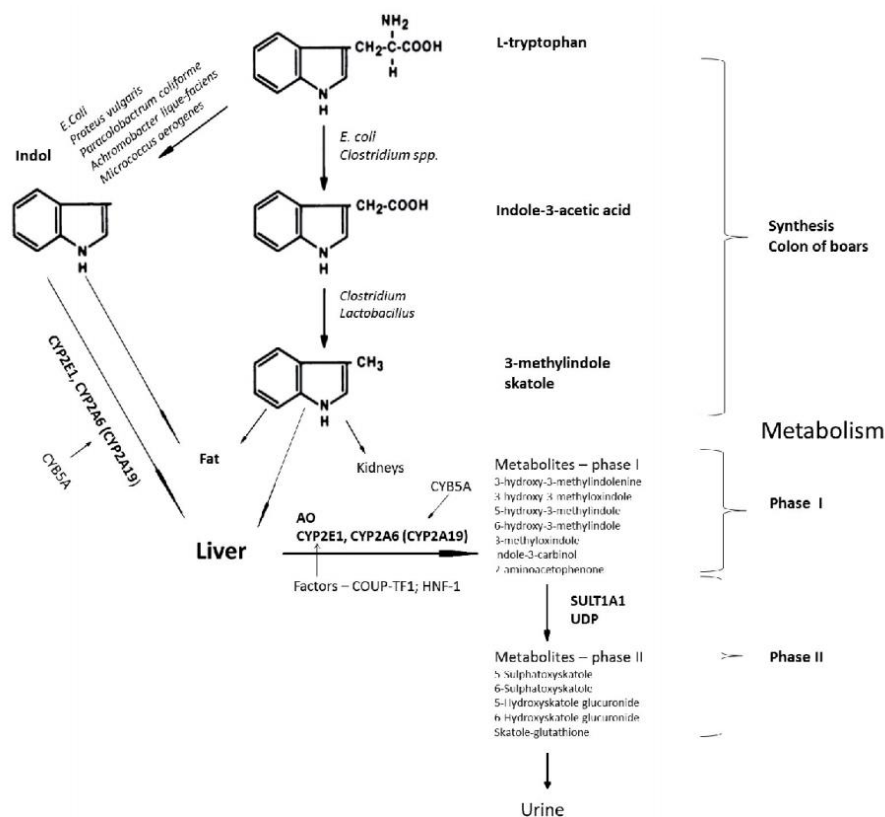 NH₂
CH₂-C-COOH
H
N
H
L-tryptophan
E.Coli
Proteus vulgaris
Paracolobactrum coliforme
Achromobacter lique-faciens
Micrococcus aerogenes
Indol
E. coli
Clostridium spp.
N
H
CH₂-COOH
N
H
Indole-3-acetic acid
Synthesis
Colon of boars
Clostridium
Lactobacillus
CH₃
N
H
3-methylindole
skatole
CYP2E1, CYP2A6 (CYP2A19)
CYB5A
Fat
Kidneys
Metabolism
Liver
AO
CYP2E1, CYP2A6 (CYP2A19)
CYB5A
Factors – COUP-TF1; HNF-1
Metabolites – phase I
3-hydroxy-3-methylindolenine
3-hydroxy-3-methyloxindole
5-hydroxy-3-methylindole
6-hydroxy-3-methylindole
3-methyloxindole
indole-3-carbinol
2-aminoacetophenone
Phase I
SULT1A1
UDP
Metabolites – phase II
5-Sulphatoxyskatole
6-Sulphatoxyskatole
5-Hydroxyskatole glucuronide
6-Hydroxyskatole glucuronide
Skatole-glutathione
Phase II
Urine